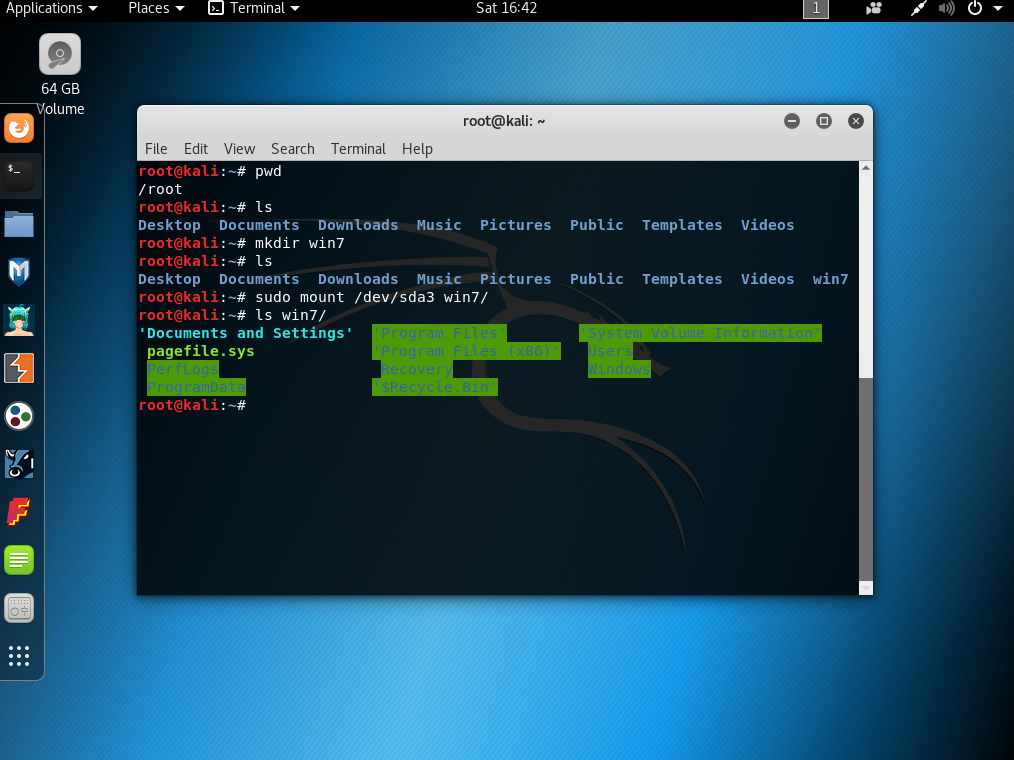 Applications Places Terminal Sat 16:42 1
64 GB
Volume
root@kali: ~
File Edit View Search Terminal Help
root@kali:~# pwd
/root
root@kali:~# ls
Desktop Documents Downloads Music Pictures Public Templates Videos
root@kali:~# mkdir win7
root@kali:~# ls
Desktop Documents Downloads Music Pictures Public Templates Videos win7
root@kali:~# sudo mount /dev/sda3 win7/
root@kali:~# ls win7/
'Documents and Settings' 'Program Files' 'System Volume Information'
pagefile.sys 'Program Files (x86)' Users
PerfLogs Recovery Windows
ProgramData '$Recycle.Bin'
root@kali:~#